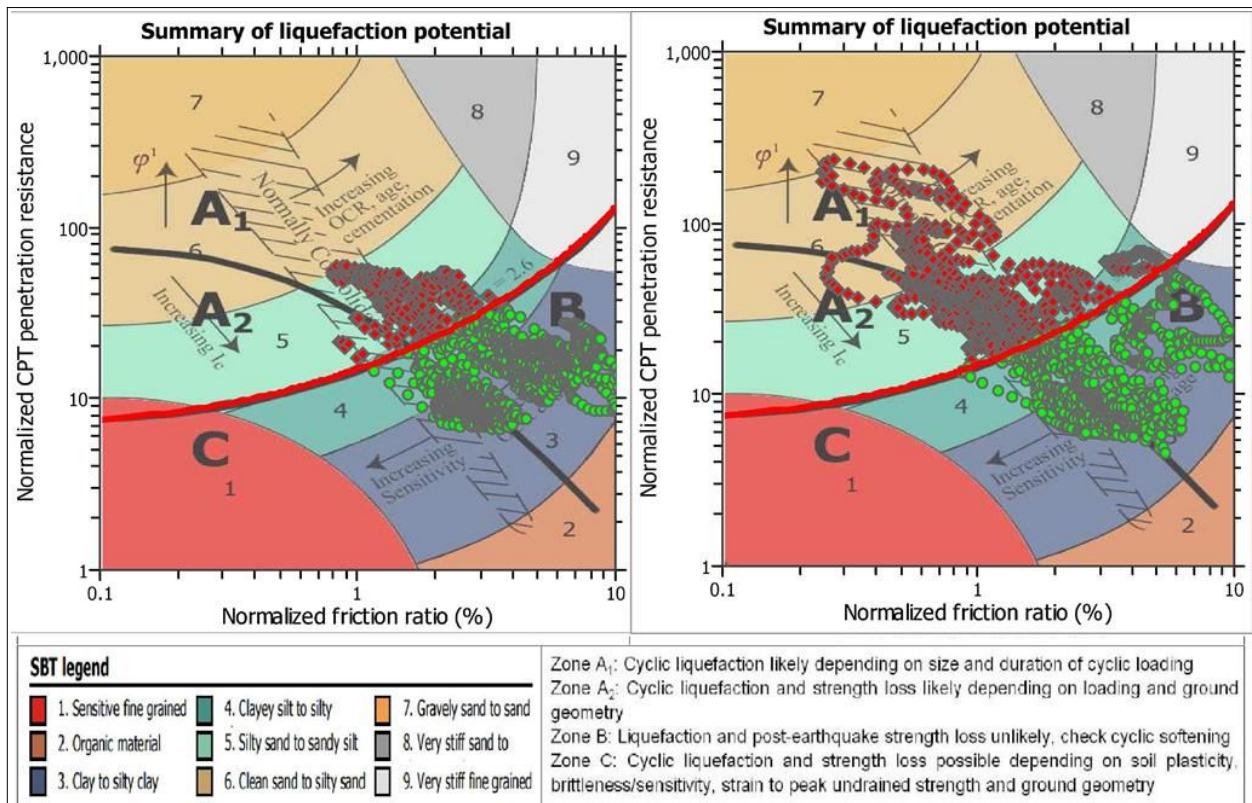 Summary of liquefaction potential
1,000
100
10
1
0.1
1
10
Normalized CPT penetration resistance
Normalized friction ratio (%)
7
8
9
φ¹
A₁
Increasing
OCR, age,
cementation
Normally
6
A₂
Increasing Ic
5
= 2.6
B
4
3
C
Increasing
Sensitivity
1
2
Summary of liquefaction potential
1,000
100
10
1
0.1
1
10
Normalized CPT penetration resistance
Normalized friction ratio (%)
7
8
9
φ¹
A₁
6
A₂
Increasing Ic
5
B
age
4
C
Increasing
Sensitivity
1
2
SBT legend
1. Sensitive fine grained
2. Organic material
3. Clay to silty clay
4. Clayey silt to silty
5. Silty sand to sandy silt
6. Clean sand to silty sand
7. Gravely sand to sand
8. Very stiff sand to
9. Very stiff fine grained
Zone A₁: Cyclic liquefaction likely depending on size and duration of cyclic loading
Zone A₂: Cyclic liquefaction and strength loss likely depending on loading and ground
geometry
Zone B: Liquefaction and post-earthquake strength loss unlikely, check cyclic softening
Zone C: Cyclic liquefaction and strength loss possible depending on soil plasticity,
brittleness/sensitivity, strain to peak undrained strength and ground geometry